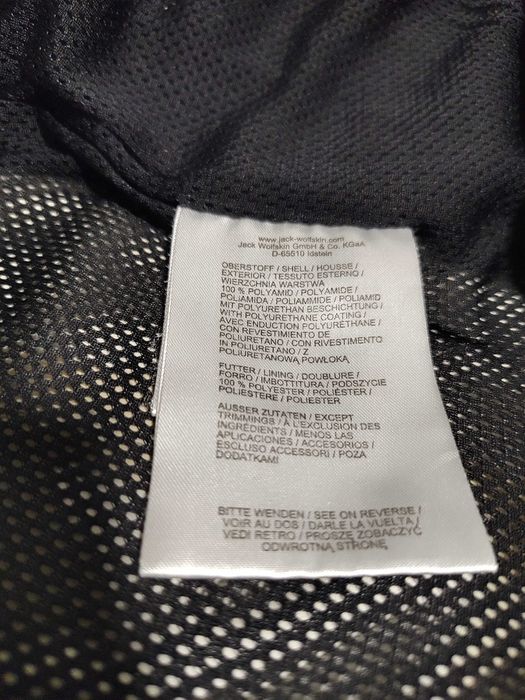 www.jack-wolfskin.com
Jack Wolfskin GmbH & Co. KGaA
D-65510 Idstein
OBERSTOFF / SHELL / HOUSSE /
EXTERIOR / TESSUTO ESTERNO /
WIERZCHNIA WARSTWA
100 % POLYAMID / POLYAMIDE /
POLIAMIDA / POLIAMMIDE / POLIAMID
MIT POLYURETHAN BESCHICHTUNG /
WITH POLYURETHANE COATING /
AVEC ENDUCTION POLYURETHANE /
CON REVESTIMIENTO DE
POLIURETANO / CON RIVESTIMENTO
IN POLIURETANO / Z
POLIURETANOWĄ POWŁOKĄ
FUTTER / LINING / DOUBLURE /
FORRO / IMBOTTITURA / PODSZYCIE
100 % POLYESTER / POLIÉSTER /
POLIESTERE / POLIESTER
AUSSER ZUTATEN / EXCEPT
TRIMMINGS / À L'EXCLUSION DES
INGRÉDIENTS / MENOS LAS
APLICACIONES / ACCESORIOS /
ESCLUSO ACCESSORI / POZA
DODATKAMI
BITTE WENDEN / SEE ON REVERSE /
VOIR AU DOS / DARLE LA VUELTA /
VEDI RETRO / PROSZĘ ZOBACZYĆ
ODWROTNĄ STRONĘ